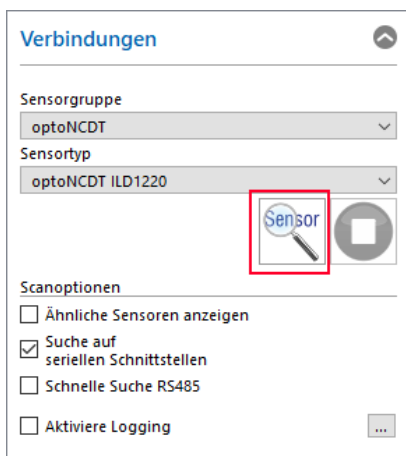 Verbindungen
Sensorgruppe
optoNCDT
Sensortyp
optoNCDT ILD1220
Sensor
Scanoptionen
Ähnliche Sensoren anzeigen
Suche auf
seriellen Schnittstellen
Schnelle Suche RS485
Aktiviere Logging
...